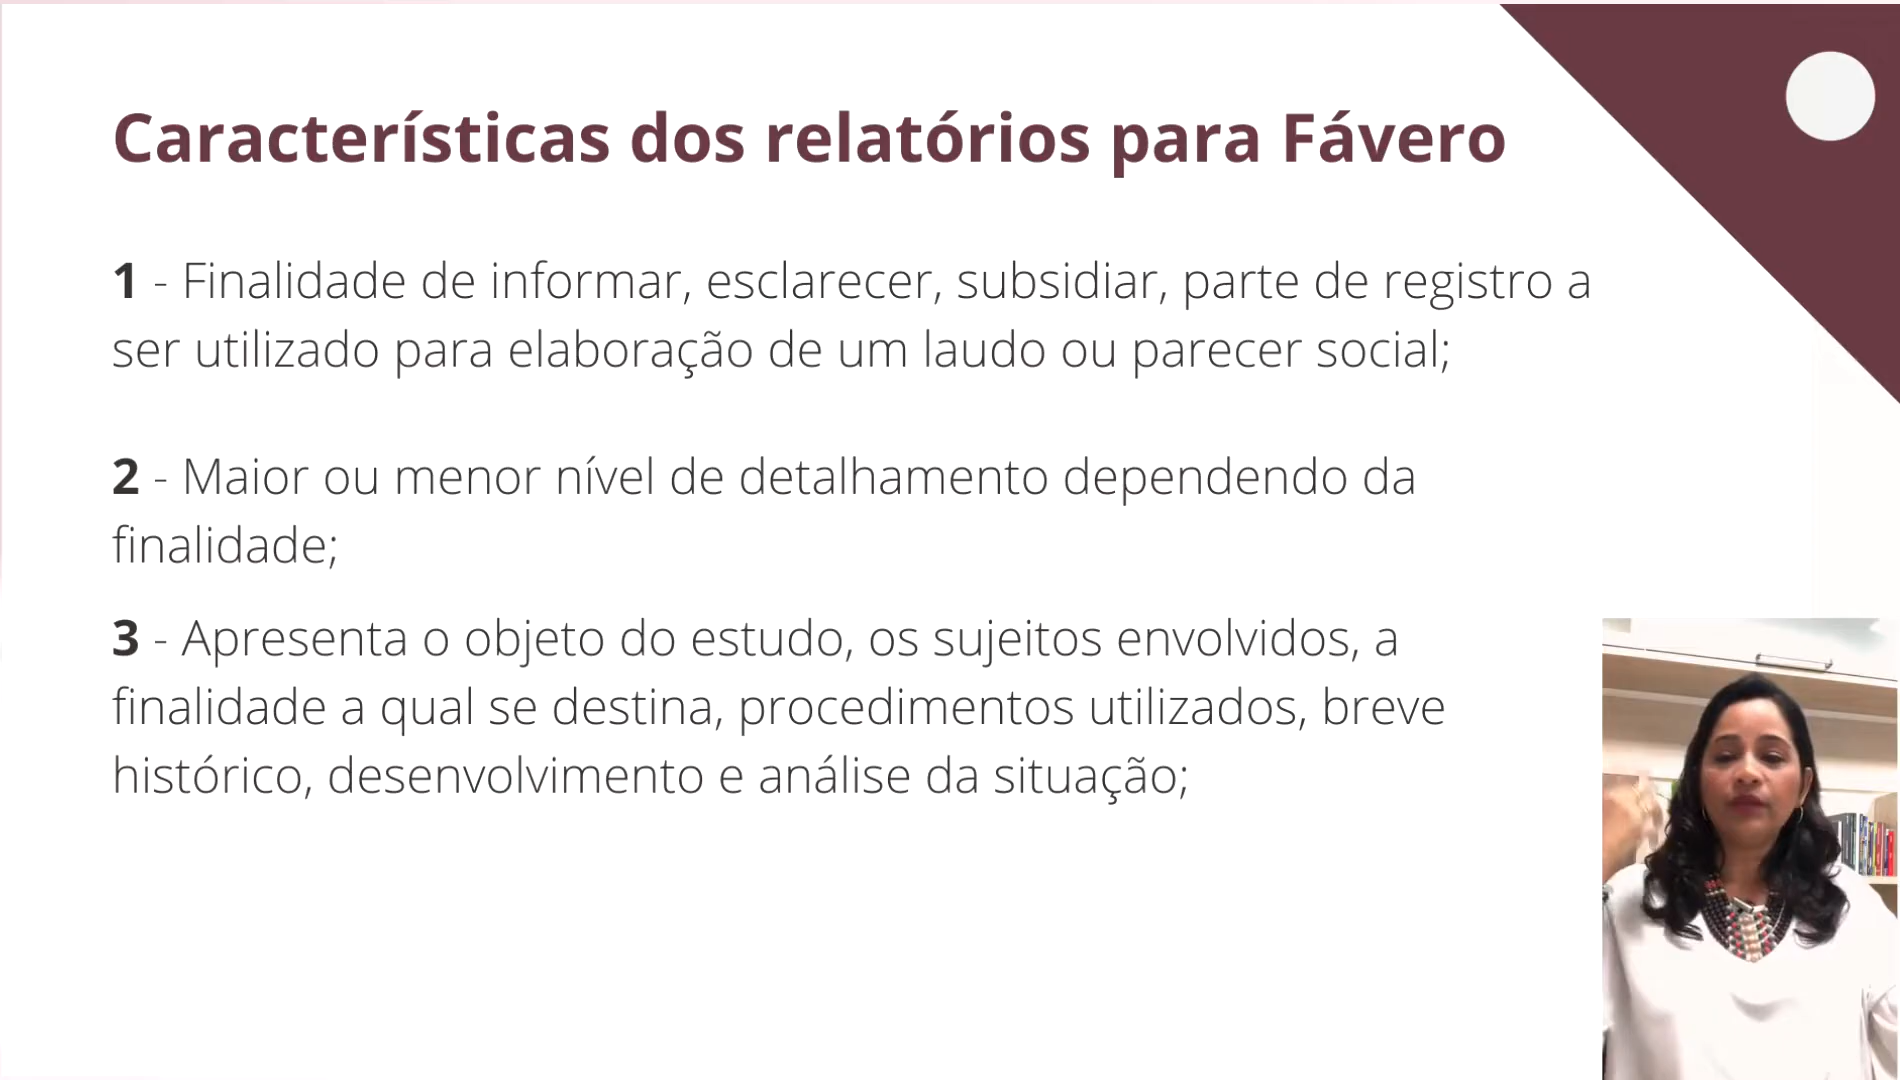 Características dos relatórios para Fávero
1 - Finalidade de informar, esclarecer, subsidiar, parte de registro a
ser utilizado para elaboração de um laudo ou parecer social;
2 - Maior ou menor nível de detalhamento dependendo da
finalidade;
3 - Apresenta o objeto do estudo, os sujeitos envolvidos, a
finalidade a qual se destina, procedimentos utilizados, breve
histórico, desenvolvimento e análise da situação;